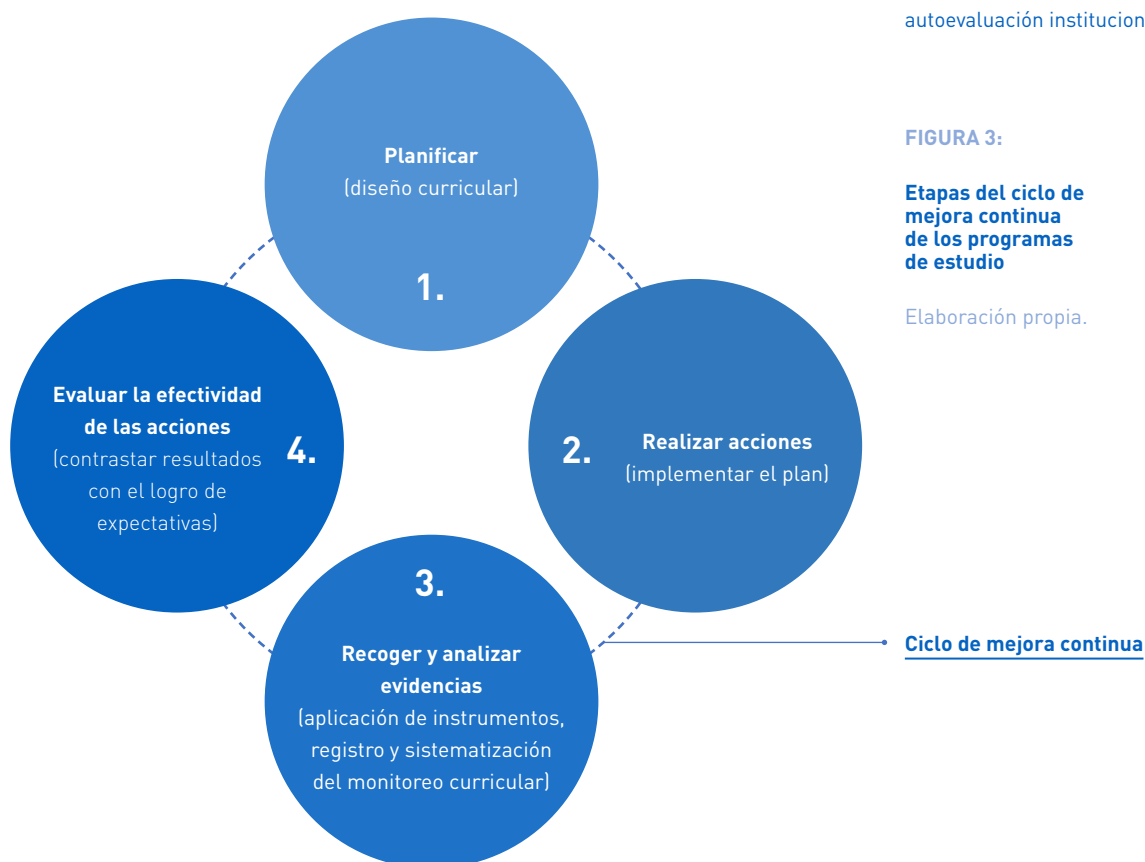 autoevaluación institucion
FIGURA 3:
Etapas del ciclo de
mejora continua
de los programas
de estudio
Elaboración propia.
Planificar
(diseño curricular)
1.
2.
Realizar acciones
(implementar el plan)
3.
Recoger y analizar
evidencias
(aplicación de instrumentos,
registro y sistematización
del monitoreo curricular)
Evaluar la efectividad
de las acciones
(contrastar resultados
con el logro de
expectativas)
4.
Ciclo de mejora continua